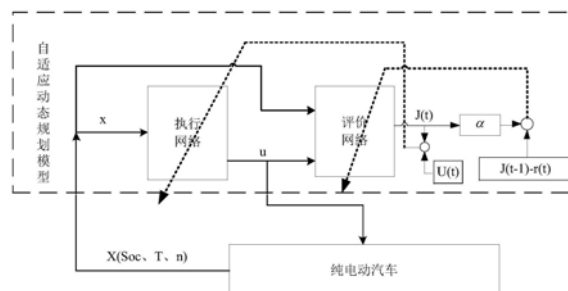 自适应动态规划模型
x
执行
网络
u
评价
网络
J(t)
α
U(t)
J(t-1)-r(t)
X(Soc、T、n)
纯电动汽车